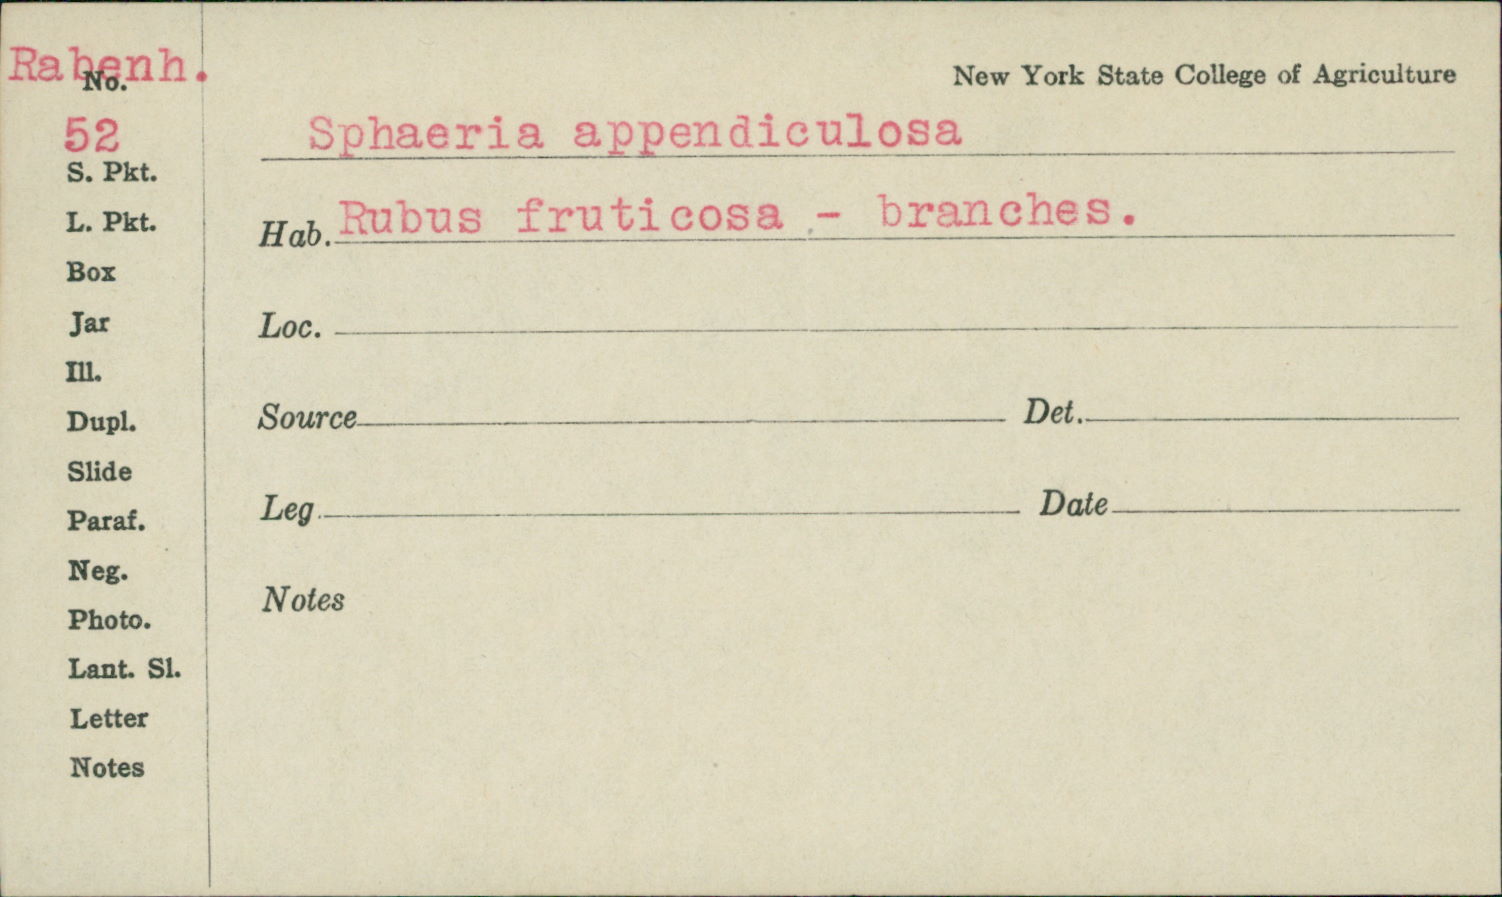 Rabenh.
No.
52
S. Pkt.
L. Pkt.
Box
Jar
Ill.
Dupl.
Slide
Paraf.
Neg.
Photo.
Lant. Sl.
Letter
Notes
New York State College of Agriculture
Sphaeria appendiculosa
Hab. Rubus fruticosa - branches.
Loc.
Source Det.
Leg Date
Notes